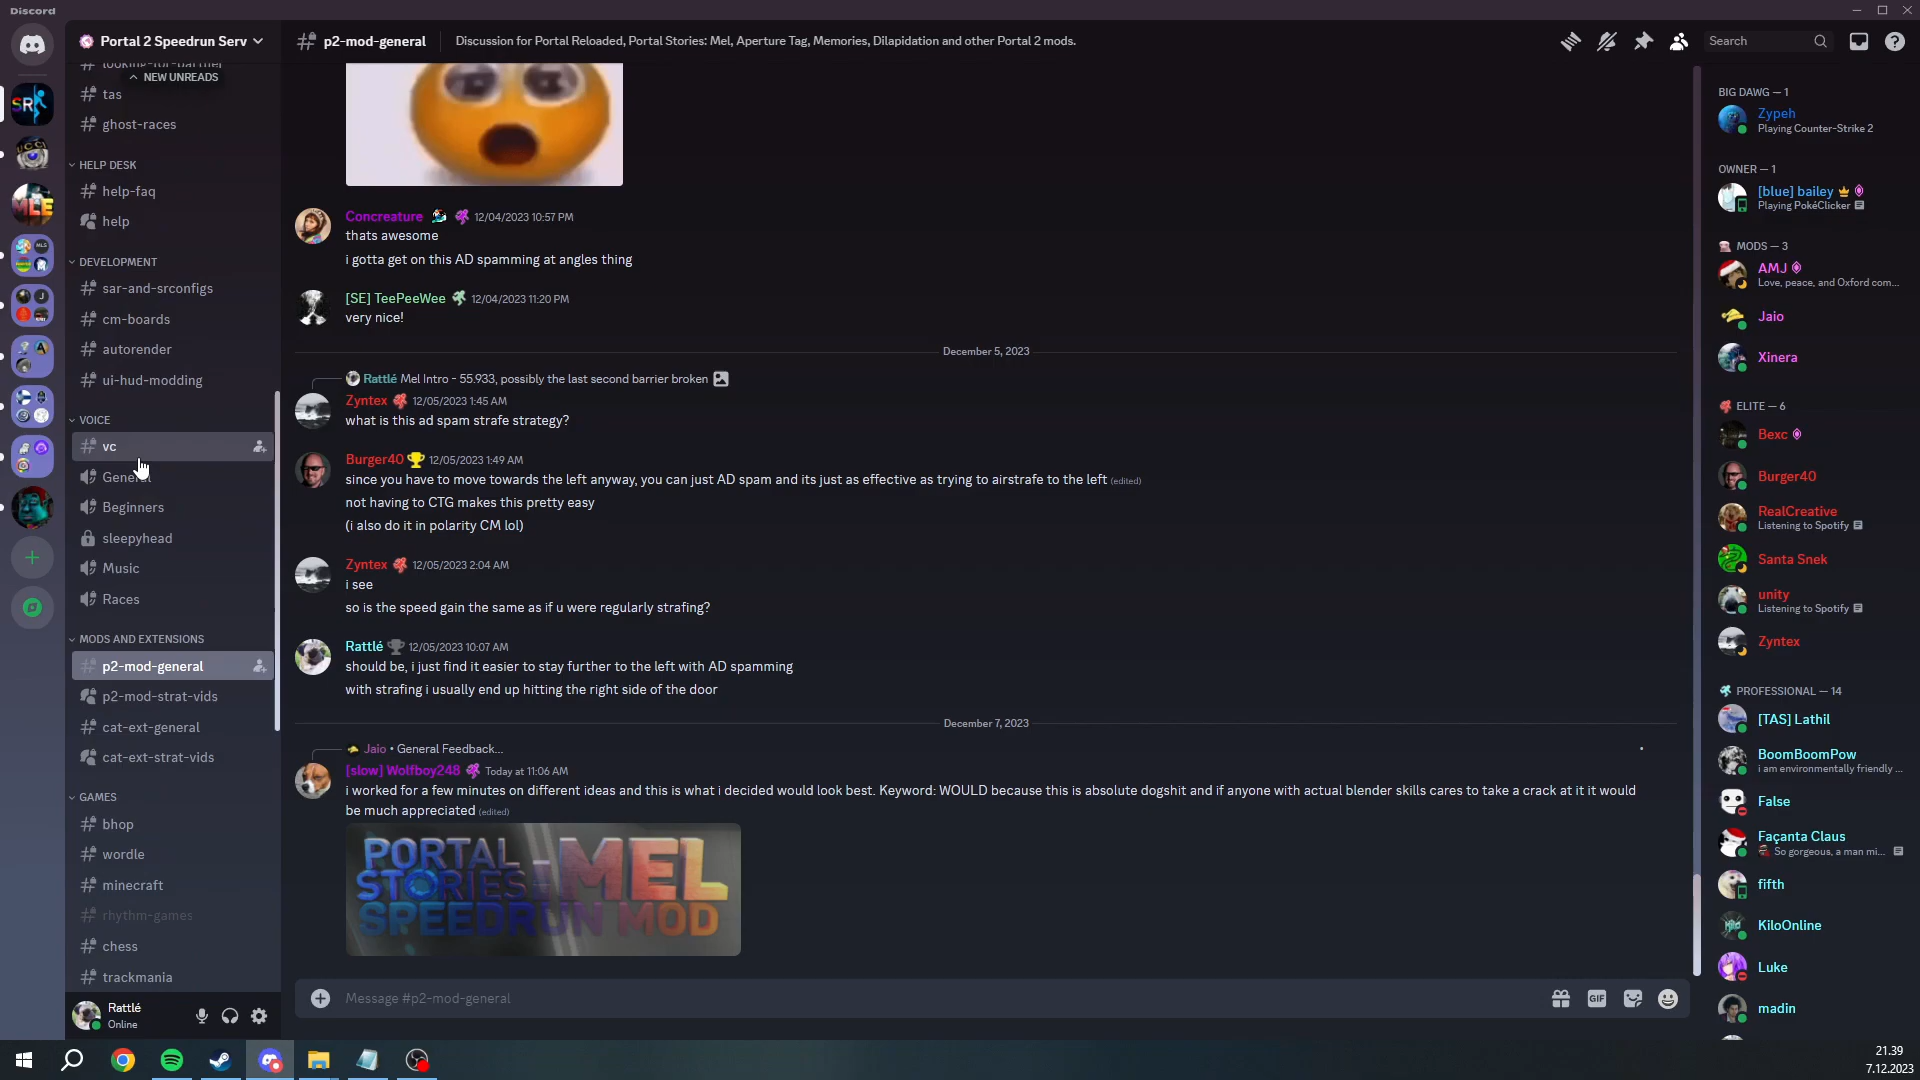 Discord
Portal 2 Speedrun Serv
NEW UNREADS
tas
ghost-races
HELP DESK
help-faq
help
DEVELOPMENT
sar-and-srconfigs
cm-boards
autorender
ui-hud-modding
VOICE
vc
General
Beginners
sleepyhead
Music
Races
MODS AND EXTENSIONS
p2-mod-general
p2-mod-strat-vids
cat-ext-general
cat-ext-strat-vids
GAMES
bhop
wordle
minecraft
rhythm-games
chess
trackmania
Rattlé
Online
p2-mod-general
Discussion for Portal Reloaded, Portal Stories: Mel, Aperture Tag, Memories, Dilapidation and other Portal 2 mods.
Search
Concreature 12/04/2023 10:57 PM
thats awesome
i gotta get on this AD spamming at angles thing
[SE] TeePeeWee 12/04/2023 11:20 PM
very nice!
December 5, 2023
Rattlé Mel Intro - 55.933, possibly the last second barrier broken
Zyntex 12/05/2023 1:45 AM
what is this ad spam strafe strategy?
Burger40 12/05/2023 1:49 AM
since you have to move towards the left anyway, you can just AD spam and its just as effective as trying to airstrafe to the left (edited)
not having to CTG makes this pretty easy
(i also do it in polarity CM lol)
Zyntex 12/05/2023 2:04 AM
i see
so is the speed gain the same as if u were regularly strafing?
Rattlé 12/05/2023 10:07 AM
should be, i just find it easier to stay further to the left with AD spamming
with strafing i usually end up hitting the right side of the door
December 7, 2023
Jaio • General Feedback...
[slow] Wolfboy248 Today at 11:06 AM
i worked for a few minutes on different ideas and this is what i decided would look best. Keyword: WOULD because this is absolute dogshit and if anyone with actual blender skills cares to take a crack at it it would
be much appreciated (edited)
PORTAL
STORIES - MEL
SPEEDRUN MOD
Message #p2-mod-general
GIF
BIG DAWG — 1
Zypeh
Playing Counter-Strike 2
OWNER — 1
[blue] bailey
Playing PokéClicker
MODS — 3
AMJ
Love, peace, and Oxford com...
Jaio
Xinera
ELITE — 6
Bexc
Burger40
RealCreative
Listening to Spotify
Santa Snek
unity
Listening to Spotify
Zyntex
PROFESSIONAL — 14
[TAS] Lathil
BoomBoomPow
i am environmentally friendly ...
False
Façanta Claus
So gorgeous, a man mi...
fifth
KiloOnline
Luke
madin
21.39
7.12.2023